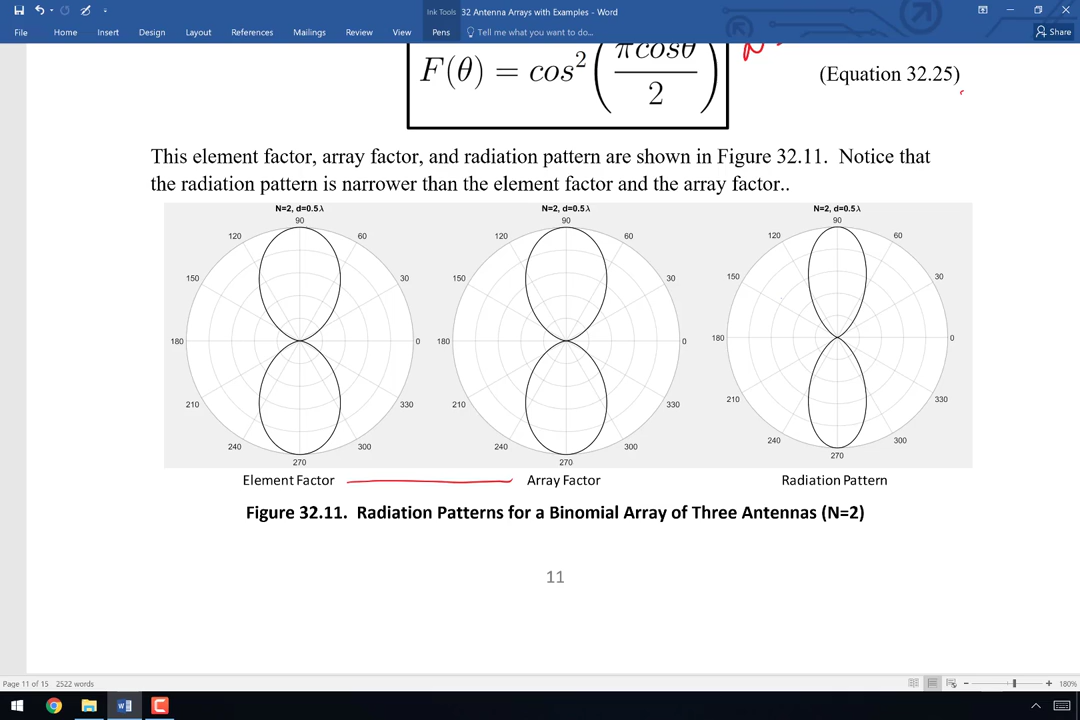 Ink Tools 32 Antenna Arrays with Examples - Word
File Home Insert Design Layout References Mailings Review View Pens Tell me what you want to do... Share
F(θ) = cos²(πcosθ/2)
(Equation 32.25)
This element factor, array factor, and radiation pattern are shown in Figure 32.11. Notice that
the radiation pattern is narrower than the element factor and the array factor..
N=2, d=0.5λ N=2, d=0.5λ N=2, d=0.5λ
90 90 90
120 60 120 60 120 60
150 30 150 30 150 30
180 0 180 0 180 0
210 330 210 330 210 330
240 300 240 300 240 300
270 270 270
Element Factor Array Factor Radiation Pattern
Figure 32.11. Radiation Patterns for a Binomial Array of Three Antennas (N=2)
11
Page 11 of 15 2522 words 180%